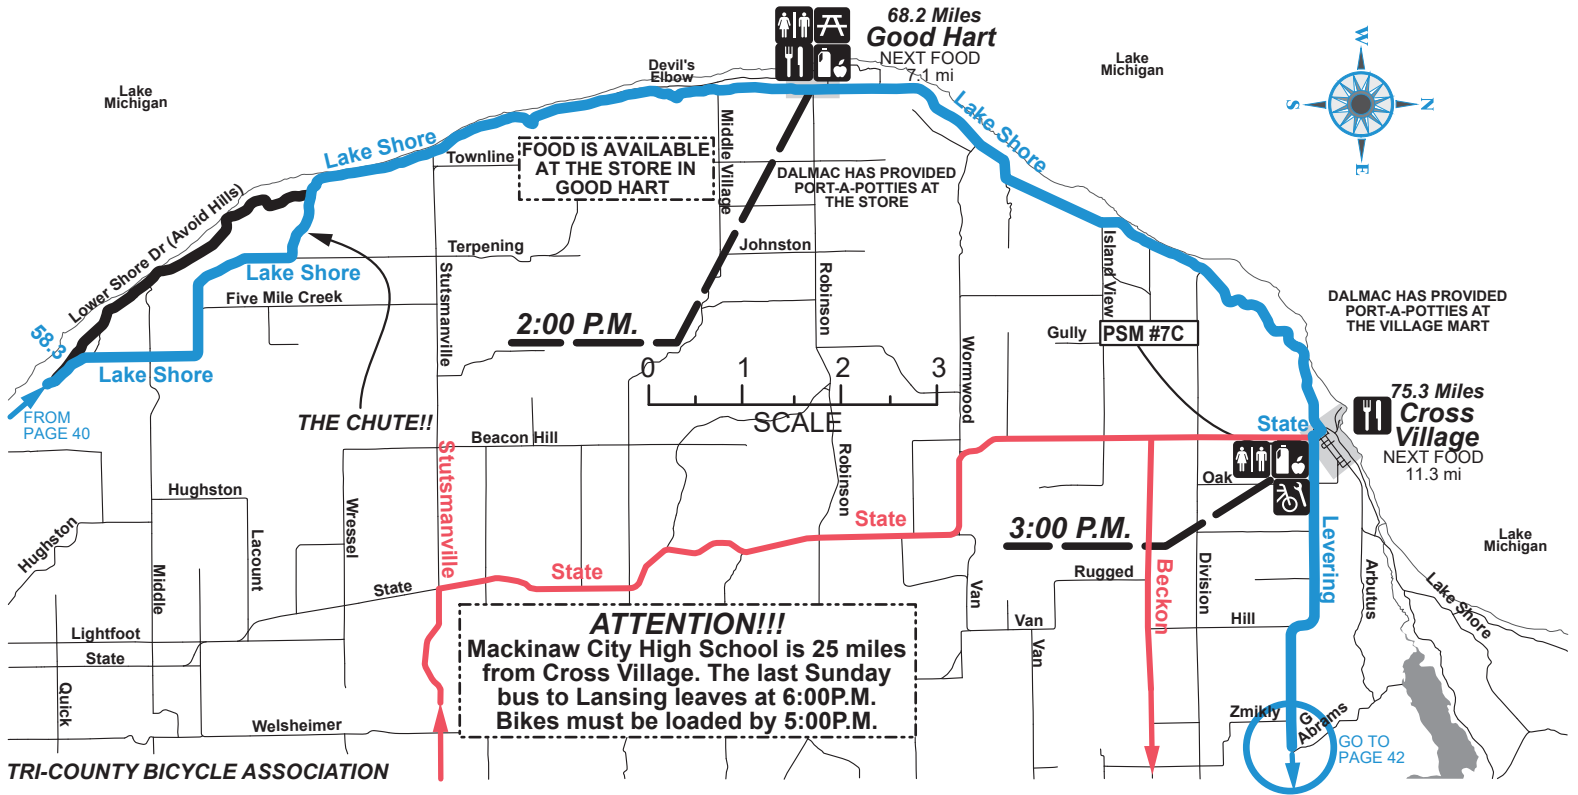 68.2 Miles
Good Hart
NEXT FOOD
7.1 mi
Lake
Michigan
Devil's
Elbow
Lake
Michigan
W
S
N
E
Lake Shore
Lake Shore
Townline
FOOD IS AVAILABLE
AT THE STORE IN
GOOD HART
Middle Village
DALMAC HAS PROVIDED
PORT-A-POTTIES AT
THE STORE
Lower Shore Dr (Avoid Hills)
Terpening
Johnston
Island View
Lake Shore
Stutsmanville
Robinson
Five Mile Creek
DALMAC HAS PROVIDED
PORT-A-POTTIES AT
THE VILLAGE MART
58.3
2:00 P.M.
Gully
PSM #7C
Wormwood
Lake Shore
0
1
2
3
SCALE
75.3 Miles
Cross
Village
NEXT FOOD
11.3 mi
FROM
PAGE 40
THE CHUTE!!
State
Beacon Hill
Stutsmanville
Robinson
Oak
Hughston
Hughston
Lacount
Wressel
State
3:00 P.M.
Levering
Lake
Michigan
Middle
State
State
Van
Rugged
Beckon
Division
Arbutus
Lake Shore
Lightfoot
State
Van
Van
Hill
ATTENTION!!!
Mackinaw City High School is 25 miles
from Cross Village. The last Sunday
bus to Lansing leaves at 6:00P.M.
Bikes must be loaded by 5:00P.M.
Quick
Welsheimer
Zmikly
G
Abrams
GO TO
PAGE 42
TRI-COUNTY BICYCLE ASSOCIATION